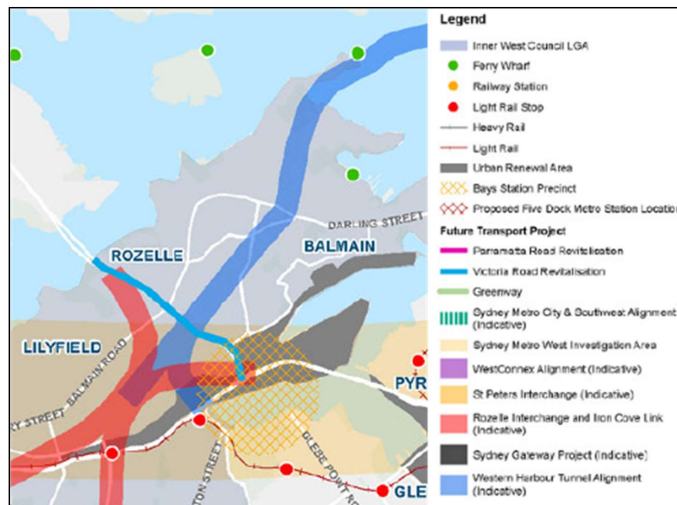 DARLING STREET
BALMAIN
ROZELLE
LILYFIELD
BALMAIN ROAD
PYR
RY STREET
TON STREET
GLEBE POINT RO
GLE
Legend
Inner West Council LGA
Ferry Wharf
Railway Station
Light Rail Stop
Heavy Rail
Light Rail
Urban Renewal Area
Bays Station Precinct
Proposed Five Dock Metro Station Location
Future Transport Project
Parramatta Road Revitalisation
Victoria Road Revitalisation
Greenway
Sydney Metro City & Southwest Alignment
(Indicative)
Sydney Metro West Investigation Area
WestConnex Alignment (Indicative)
St Peters Interchange (Indicative)
Rozelle Interchange and Iron Cove Link
(Indicative)
Sydney Gateway Project (Indicative)
Western Harbour Tunnel Alignment
(Indicative)